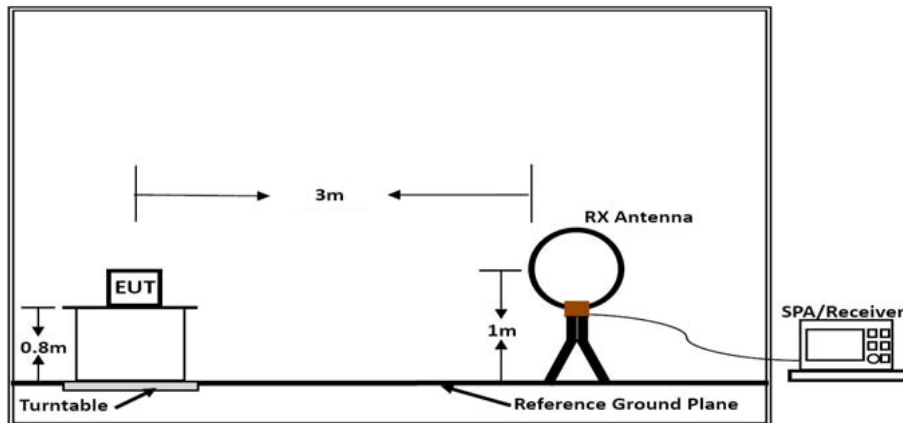 3m
RX Antenna
EUT
SPA/Receiver
0.8m
1m
Turntable
Reference Ground Plane